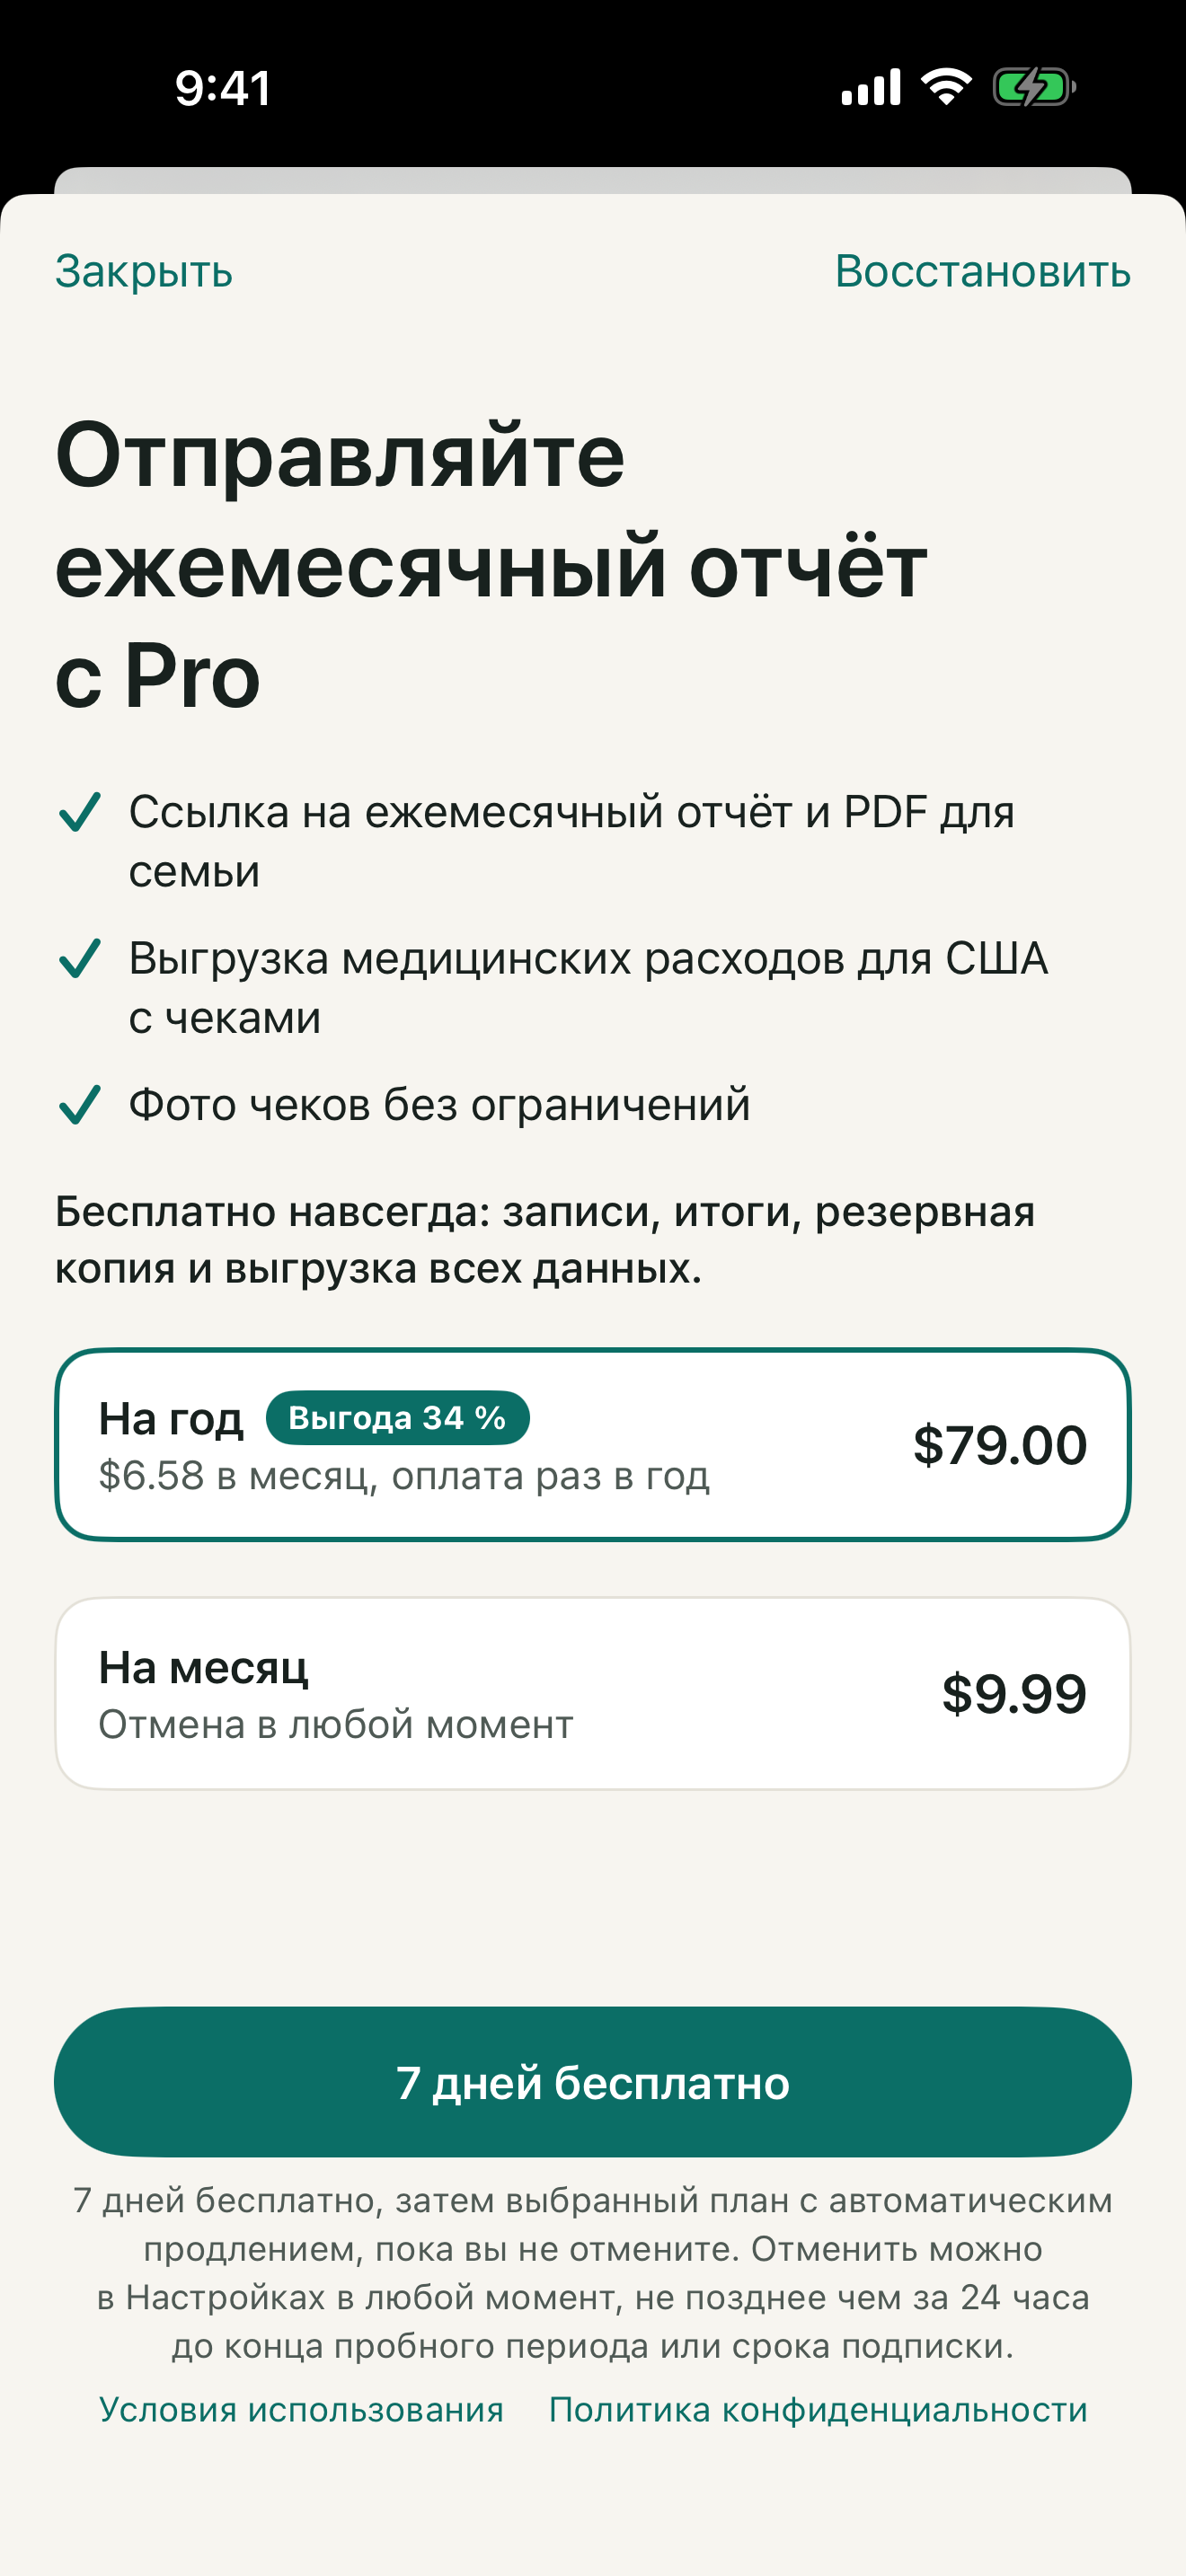 9:41
Закрыть
Восстановить
Отправляйте
ежемесячный отчёт
с Pro
Ссылка на ежемесячный отчёт и PDF для
семьи
Выгрузка медицинских расходов для США
с чеками
Фото чеков без ограничений
Бесплатно навсегда: записи, итоги, резервная
копия и выгрузка всех данных.
На год
Выгода 34 %
$6.58 в месяц, оплата раз в год
$79.00
На месяц
Отмена в любой момент
$9.99
7 дней бесплатно
7 дней бесплатно, затем выбранный план с автоматическим
продлением, пока вы не отмените. Отменить можно
в Настройках в любой момент, не позднее чем за 24 часа
до конца пробного периода или срока подписки.
Условия использования
Политика конфиденциальности